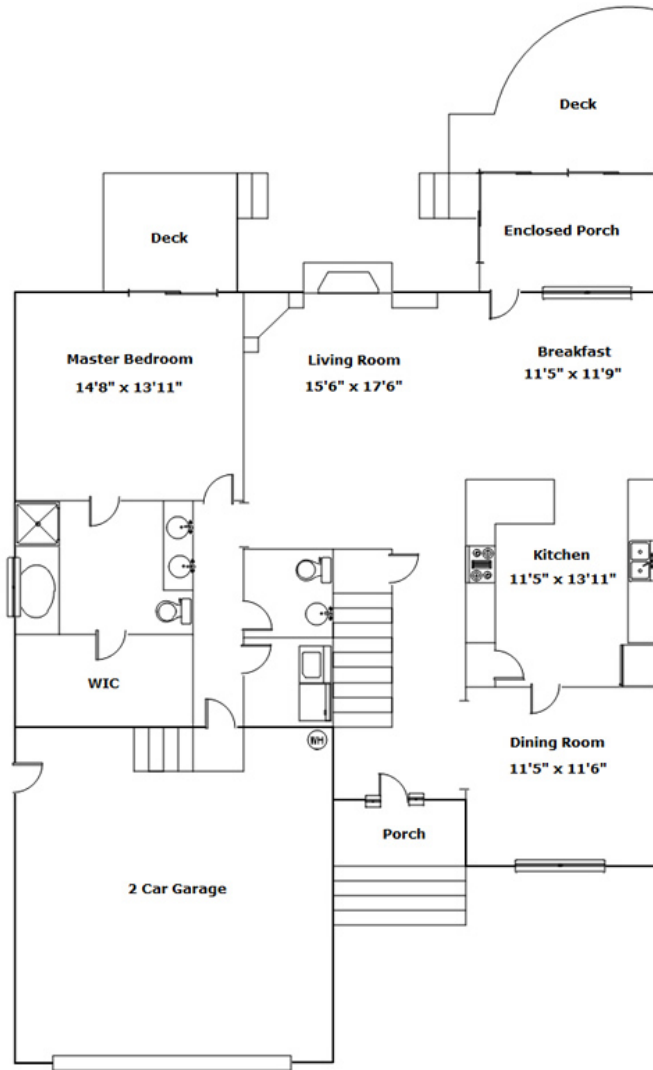 Deck
Deck
Enclosed Porch
Master Bedroom
14'8" x 13'11"
Living Room
15'6" x 17'6"
Breakfast
11'5" x 11'9"
Kitchen
11'5" x 13'11"
WIC
WH
Dining Room
11'5" x 11'6"
Porch
2 Car Garage